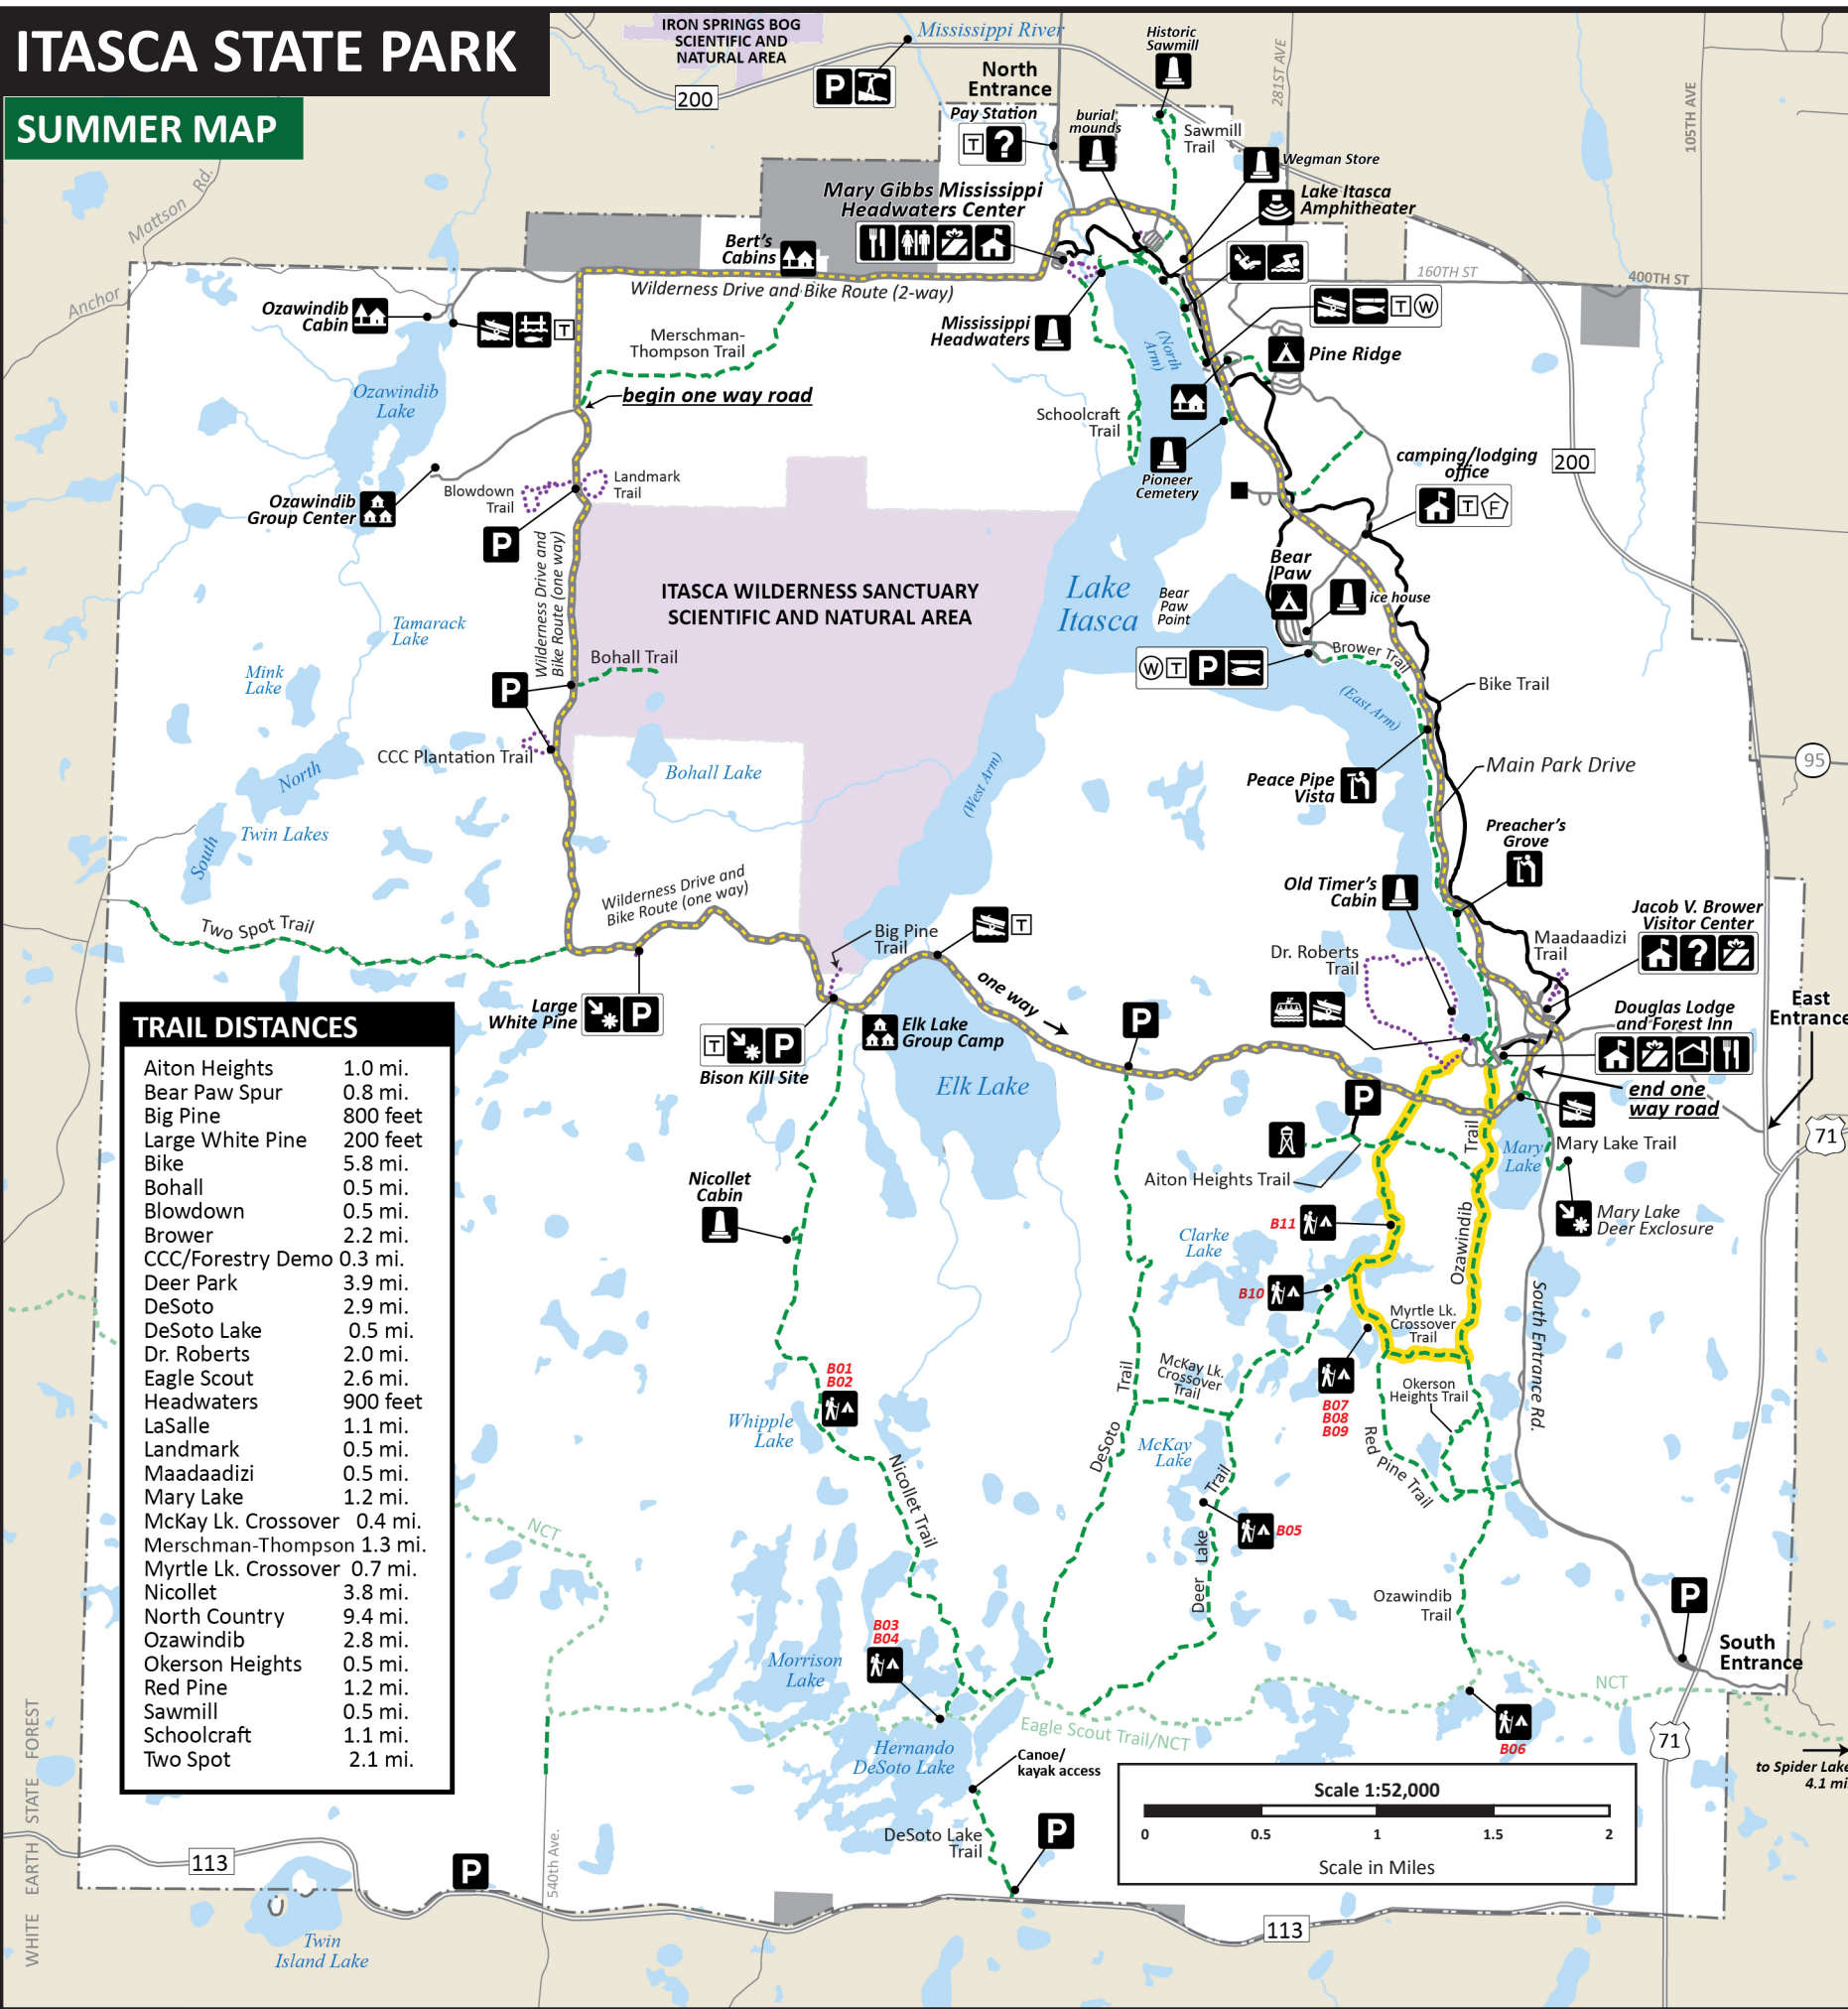 ITASCA STATE PARK
SUMMER MAP
IRON SPRINGS BOG
SCIENTIFIC AND
NATURAL AREA
Mississippi River
Historic
Sawmill
200
P
North
Entrance
Pay Station
T ?
burial
mounds
Sawmill
Trail
281ST AVE
105TH AVE
Wegman Store
Lake Itasca
Amphitheater
Mattson Rd.
Anchor
Mary Gibbs Mississippi
Headwaters Center
Bert's
Cabins
Wilderness Drive and Bike Route (2-way)
160TH ST
400TH ST
Ozawindib
Cabin
T
Merschman-
Thompson Trail
Mississippi
Headwaters
(North
Arm)
T W
Pine Ridge
Ozawindib
Lake
begin one way road
Schoolcraft
Trail
Pioneer
Cemetery
camping/lodging
office
T F
200
Ozawindib
Group Center
Blowdown
Trail
Landmark
Trail
P
Wilderness Drive and
Bike Route (one way)
ITASCA WILDERNESS SANCTUARY
SCIENTIFIC AND NATURAL AREA
Lake
Itasca
Bear
Paw
Point
Bear
Paw
ice house
Tamarack
Lake
Mink
Lake
Bohall Trail
P
W T P
Brower Trail
(East Arm)
Bike Trail
CCC Plantation Trail
North
South
Twin Lakes
Bohall Lake
(West Arm)
Peace Pipe
Vista
Main Park Drive
95
Preacher's
Grove
Old Timer's
Cabin
Jacob V. Brower
Visitor Center
?
Maadaadizi
Trail
Two Spot Trail
Wilderness Drive and
Bike Route (one way)
Big Pine
Trail
T
Dr. Roberts
Trail
one way
Large
White Pine
P
T P
Bison Kill Site
Elk Lake
Group Camp
P
Elk Lake
Douglas Lodge
and Forest Inn
East
Entrance
end one
way road
71
P
Mary
Lake
Mary Lake Trail
Aiton Heights Trail
Mary Lake
Deer Exclosure
Nicollet
Cabin
B11
Clarke
Lake
B10
Ozawindib
Trail
Myrtle Lk.
Crossover
Trail
South Entrance Rd.
B07
B08
B09
Okerson
Heights Trail
Red Pine Trail
B01
B02
Whipple
Lake
Nicollet Trail
DeSoto
Trail
McKay Lk.
Crossover
Trail
McKay
Lake
B05
Deer Lake
Trail
NCT
Ozawindib
Trail
P
South
Entrance
B03
B04
Morrison
Lake
Eagle Scout Trail/NCT
NCT
B06
71
Hernando
DeSoto Lake
Canoe/
kayak access
DeSoto Lake
Trail
P
to Spider Lake
4.1 mi
Scale 1:52,000
0 0.5 1 1.5 2
Scale in Miles
TRAIL DISTANCES
Aiton Heights 1.0 mi.
Bear Paw Spur 0.8 mi.
Big Pine 800 feet
Large White Pine 200 feet
Bike 5.8 mi.
Bohall 0.5 mi.
Blowdown 0.5 mi.
Brower 2.2 mi.
CCC/Forestry Demo 0.3 mi.
Deer Park 3.9 mi.
DeSoto 2.9 mi.
DeSoto Lake 0.5 mi.
Dr. Roberts 2.0 mi.
Eagle Scout 2.6 mi.
Headwaters 900 feet
LaSalle 1.1 mi.
Landmark 0.5 mi.
Maadaadizi 0.5 mi.
Mary Lake 1.2 mi.
McKay Lk. Crossover 0.4 mi.
Merschman-Thompson 1.3 mi.
Myrtle Lk. Crossover 0.7 mi.
Nicollet 3.8 mi.
North Country 9.4 mi.
Ozawindib 2.8 mi.
Okerson Heights 0.5 mi.
Red Pine 1.2 mi.
Sawmill 0.5 mi.
Schoolcraft 1.1 mi.
Two Spot 2.1 mi.
WHITE EARTH STATE FOREST
113
P
540th Ave.
Twin
Island Lake
113